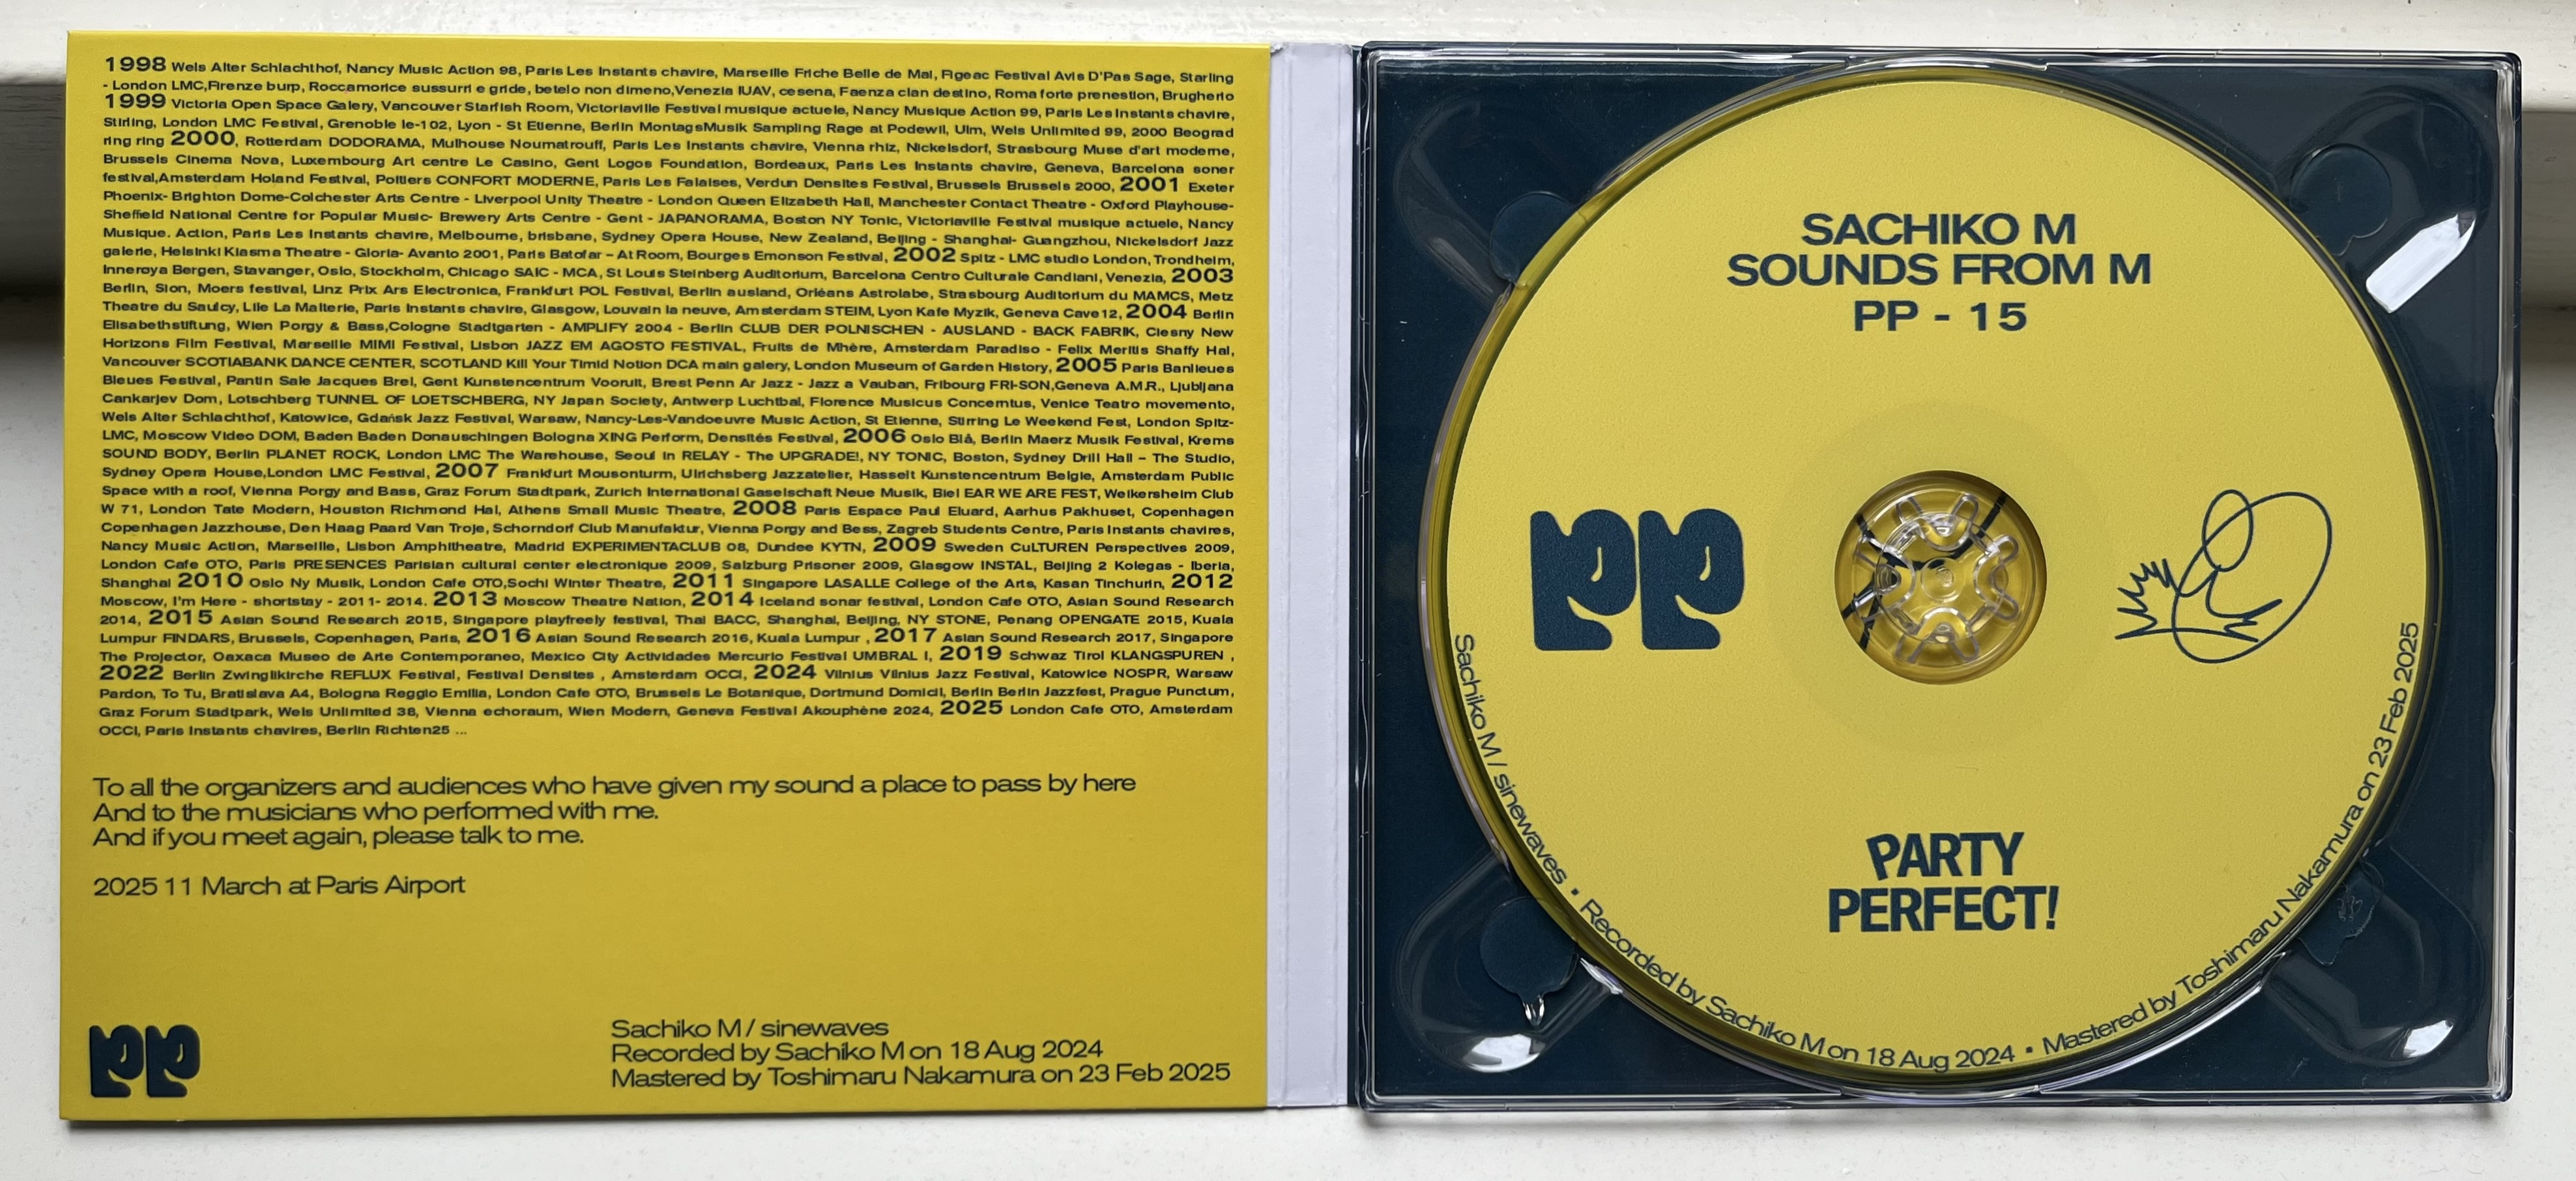 1998 Wels Alter Schlachthof, Nancy Music Action 98, Paris Les Instants chavire, Marseille Friche Belle de Mai, Figeac Festival Avis D'Pas Sage, Starling
- London LMC,Firenze burp, Roccamorice sussurri e gride, betelo non dimeno,Venezia IUAV, cesena, Faenza clan destino, Roma forte prenestion, Brugherio
1999 Victoria Open Space Galery, Vancouver Starfish Room, Victoriaville Festival musique actuele, Nancy Musique Action 99, Paris Les Instants chavire,
Stirling, London LMC Festival, Grenoble le-102, Lyon - St Etienne, Berlin MontagsMusik Sampling Rage at Podewil, Ulm, Wels Unlimited 99, 2000 Beograd
ring ring 2000, Rotterdam DODORAMA, Mulhouse Noumatrouff, Paris Les Instants chavire, Vienna rhiz, Nickelsdorf, Strasbourg Muse d'art moderne,
Brussels Cinema Nova, Luxembourg Art centre Le Casino, Gent Logos Foundation, Bordeaux, Paris Les Instants chavire, Geneva, Barcelona soner
festival,Amsterdam Holand Festival, Poitiers CONFORT MODERNE, Paris Les Falaises, Verdun Densites Festival, Brussels Brussels 2000, 2001 Exeter
Phoenix- Brighton Dome-Colchester Arts Centre - Liverpool Unity Theatre - London Queen Elizabeth Hall, Manchester Contact Theatre - Oxford Playhouse-
Sheffield National Centre for Popular Music- Brewery Arts Centre - Gent - JAPANORAMA, Boston NY Tonic, Victoriaville Festival musique actuele, Nancy
Musique. Action, Paris Les Instants chavire, Melbourne, brisbane, Sydney Opera House, New Zealand, Beijing - Shanghai- Guangzhou, Nickelsdorf Jazz
galerie, Helsinki Kiasma Theatre - Gloria- Avanto 2001, Paris Batofar – At Room, Bourges Emonson Festival, 2002 Spitz - LMC studio London, Trondheim,
Inneroya Bergen, Stavanger, Oslo, Stockholm, Chicago SAIC - MCA, St Louis Steinberg Auditorium, Barcelona Centro Culturale Candiani, Venezia, 2003
Berlin, Sion, Moers festival, Linz Prix Ars Electronica, Frankfurt POL Festival, Berlin ausland, Orléans Astrolabe, Strasbourg Auditorium du MAMCS, Metz
Theatre du Saulcy, Lile La Malterie, Paris Instants chavire, Glasgow, Louvain la neuve, Amsterdam STEIM, Lyon Kafe Myzik, Geneva Cave12, 2004 Berlin
Elisabethstiftung, Wien Porgy & Bass,Cologne Stadtgarten - AMPLIFY 2004 - Berlin CLUB DER POLNISCHEN - AUSLAND - BACK FABRIK, Ciesny New
Horizons Film Festival, Marseille MIMI Festival, Lisbon JAZZ EM AGOSTO FESTIVAL, Fruits de Mhère, Amsterdam Paradiso - Felix Meritis Shaffy Hal,
Vancouver SCOTIABANK DANCE CENTER, SCOTLAND Kill Your Timid Notion DCA main galery, London Museum of Garden History, 2005 Paris Banlieues
Bleues Festival, Pantin Sale Jacques Brel, Gent Kunstencentrum Vooruit, Brest Penn Ar Jazz - Jazz a Vauban, Fribourg FRI-SON,Geneva A.M.R., Ljubljana
Cankarjev Dom, Lotschberg TUNNEL OF LOETSCHBERG, NY Japan Society, Antwerp Luchtbal, Florence Musicus Concentus, Venice Teatro movemento,
Wels Alter Schlachthof, Katowice, Gdańsk Jazz Festival, Warsaw, Nancy-Les-Vandoeuvre Music Action, St Etienne, Stirring Le Weekend Fest, London Spitz-
LMC, Moscow Video DOM, Baden Baden Donauschingen Bologna XING Perform, Densités Festival, 2006 Oslo Blå, Berlin Maerz Musik Festival, Krems
SOUND BODY, Berlin PLANET ROCK, London LMC The Warehouse, Seoul in RELAY - The UPGRADE!, NY TONIC, Boston, Sydney Drill Hall – The Studio,
Sydney Opera House,London LMC Festival, 2007 Frankfurt Mousonturm, Ulrichsberg Jazzatelier, Hasselt Kunstencentrum Belgie, Amsterdam Public
Space with a roof, Vienna Porgy and Bass, Graz Forum Stadtpark, Zurich International Gaselschaft Neue Musik, Biel EAR WE ARE FEST, Weikersheim Club
W 71, London Tate Modern, Houston Richmond Hal, Athens Small Music Theatre, 2008 Paris Espace Paul Eluard, Aarhus Pakhuset, Copenhagen
Copenhagen Jazzhouse, Den Haag Paard Van Troje, Schorndorf Club Manufaktur, Vienna Porgy and Bess, Zagreb Students Centre, Paris Instants chavires,
Nancy Music Action, Marseille, Lisbon Amphitheatre, Madrid EXPERIMENTACLUB 08, Dundee KYTN, 2009 Sweden CuLTUREN Perspectives 2009,
London Cafe OTO, Paris PRESENCES Parisian cultural center electronique 2009, Salzburg Prisoner 2009, Glasgow INSTAL, Beijing 2 Kolegas - Iberia,
Shanghai 2010 Oslo Ny Musik, London Cafe OTO,Sochi Winter Theatre, 2011 Singapore LASALLE College of the Arts, Kasan Tinchurin, 2012
Moscow, I'm Here - shortstay - 2011- 2014. 2013 Moscow Theatre Nation, 2014 Iceland sonar festival, London Cafe OTO, Asian Sound Research
2014, 2015 Asian Sound Research 2015, Singapore playfreely festival, Thai BACC, Shanghai, Beijing, NY STONE, Penang OPENGATE 2015, Kuala
Lumpur FINDARS, Brussels, Copenhagen, Paris, 2016 Asian Sound Research 2016, Kuala Lumpur , 2017 Asian Sound Research 2017, Singapore
The Projector, Oaxaca Museo de Arte Contemporaneo, Mexico City Actividades Mercurio Festival UMBRAL I, 2019 Schwaz Tirol KLANGSPUREN ,
2022 Berlin Zwinglikirche REFLUX Festival, Festival Densites , Amsterdam OCCI, 2024 Vilnius Vilnius Jazz Festival, Katowice NOSPR, Warsaw
Pardon, To Tu, Bratislava A4, Bologna Reggio Emilia, London Cafe OTO, Brussels Le Botanique, Dortmund Domicil, Berlin Berlin Jazzfest, Prague Punctum,
Graz Forum Stadtpark, Wels Unlimited 38, Vienna echoraum, Wien Modern, Geneva Festival Akouphène 2024, 2025 London Cafe OTO, Amsterdam
OCCI, Paris Instants chavires, Berlin Richten25 ...
To all the organizers and audiences who have given my sound a place to pass by here
And to the musicians who performed with me.
And if you meet again, please talk to me.
2025 11 March at Paris Airport
PP
Sachiko M / sinewaves
Recorded by Sachiko M on 18 Aug 2024
Mastered by Toshimaru Nakamura on 23 Feb 2025
SACHIKO M
SOUNDS FROM M
PP - 15
PP
PARTY
PERFECT!
Sachiko M / sinewaves • Recorded by Sachiko M on 18 Aug 2024 • Mastered by Toshimaru Nakamura on 23 Feb 2025